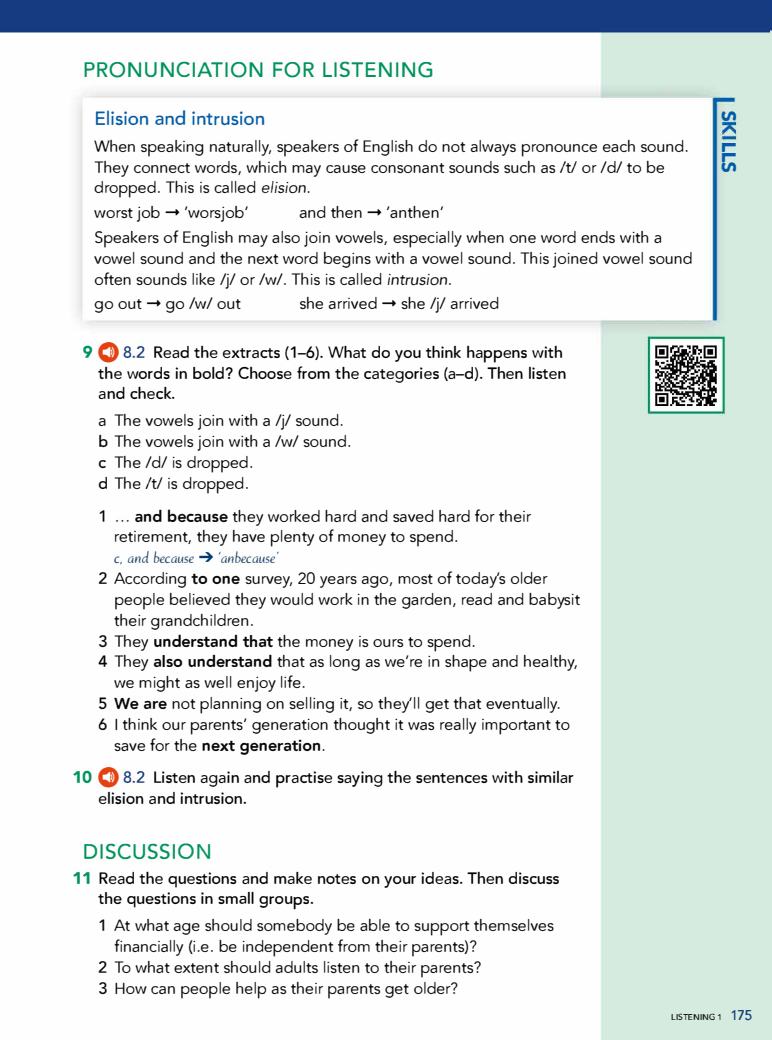 PRONUNCIATION FOR LISTENING
SKILLS
Elision and intrusion
When speaking naturally, speakers of English do not always pronounce each sound.
They connect words, which may cause consonant sounds such as /t/ or /d/ to be
dropped. This is called elision.
worst job → ‘worsjob’ and then → ‘anthen’
Speakers of English may also join vowels, especially when one word ends with a
vowel sound and the next word begins with a vowel sound. This joined vowel sound
often sounds like /j/ or /w/. This is called intrusion.
go out → go /w/ out she arrived → she /j/ arrived
9 8.2 Read the extracts (1–6). What do you think happens with
the words in bold? Choose from the categories (a–d). Then listen
and check.
a The vowels join with a /j/ sound.
b The vowels join with a /w/ sound.
c The /d/ is dropped.
d The /t/ is dropped.
1 … and because they worked hard and saved hard for their
retirement, they have plenty of money to spend.
c, and because → ‘anbecause’
2 According to one survey, 20 years ago, most of today’s older
people believed they would work in the garden, read and babysit
their grandchildren.
3 They understand that the money is ours to spend.
4 They also understand that as long as we’re in shape and healthy,
we might as well enjoy life.
5 We are not planning on selling it, so they’ll get that eventually.
6 I think our parents’ generation thought it was really important to
save for the next generation.
10 8.2 Listen again and practise saying the sentences with similar
elision and intrusion.
DISCUSSION
11 Read the questions and make notes on your ideas. Then discuss
the questions in small groups.
1 At what age should somebody be able to support themselves
financially (i.e. be independent from their parents)?
2 To what extent should adults listen to their parents?
3 How can people help as their parents get older?
LISTENING 1 175